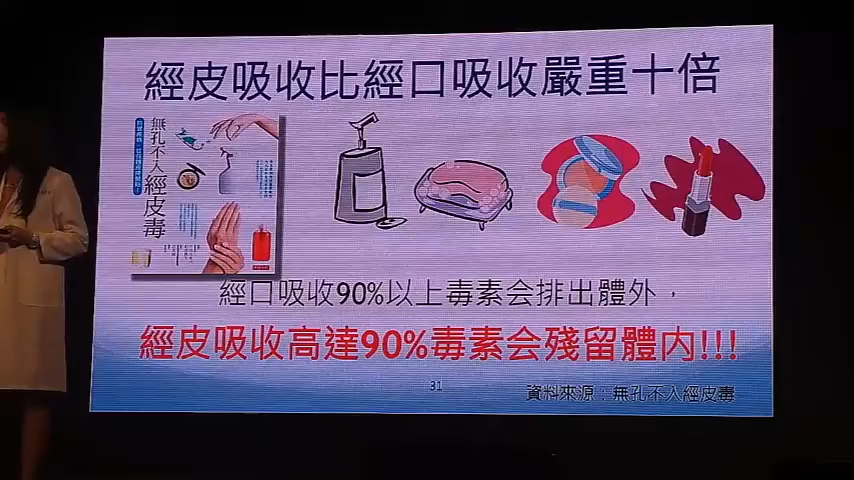 經皮吸收比經口吸收嚴重十倍
無孔不入
經皮毒
經口吸收90%以上毒素会排出體外，
經皮吸收高達90%毒素会殘留體內!!!
31
資料來源：無孔不入經皮毒